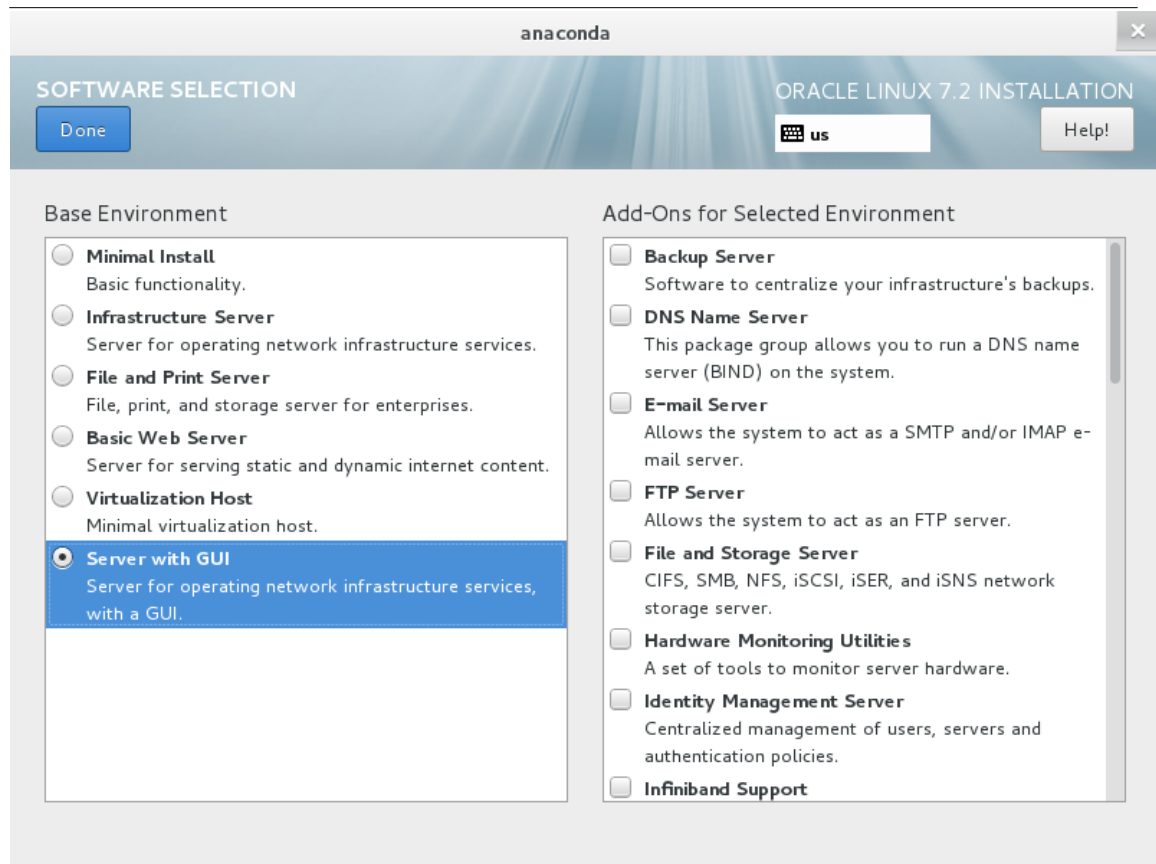 anaconda
SOFTWARE SELECTION
Done
ORACLE LINUX 7.2 INSTALLATION
us
Help!
Base Environment
Minimal Install
Basic functionality.
Infrastructure Server
Server for operating network infrastructure services.
File and Print Server
File, print, and storage server for enterprises.
Basic Web Server
Server for serving static and dynamic internet content.
Virtualization Host
Minimal virtualization host.
Server with GUI
Server for operating network infrastructure services,
with a GUI.
Add-Ons for Selected Environment
Backup Server
Software to centralize your infrastructure's backups.
DNS Name Server
This package group allows you to run a DNS name
server (BIND) on the system.
E-mail Server
Allows the system to act as a SMTP and/or IMAP e-
mail server.
FTP Server
Allows the system to act as an FTP server.
File and Storage Server
CIFS, SMB, NFS, iSCSI, iSER, and iSNS network
storage server.
Hardware Monitoring Utilities
A set of tools to monitor server hardware.
Identity Management Server
Centralized management of users, servers and
authentication policies.
Infiniband Support